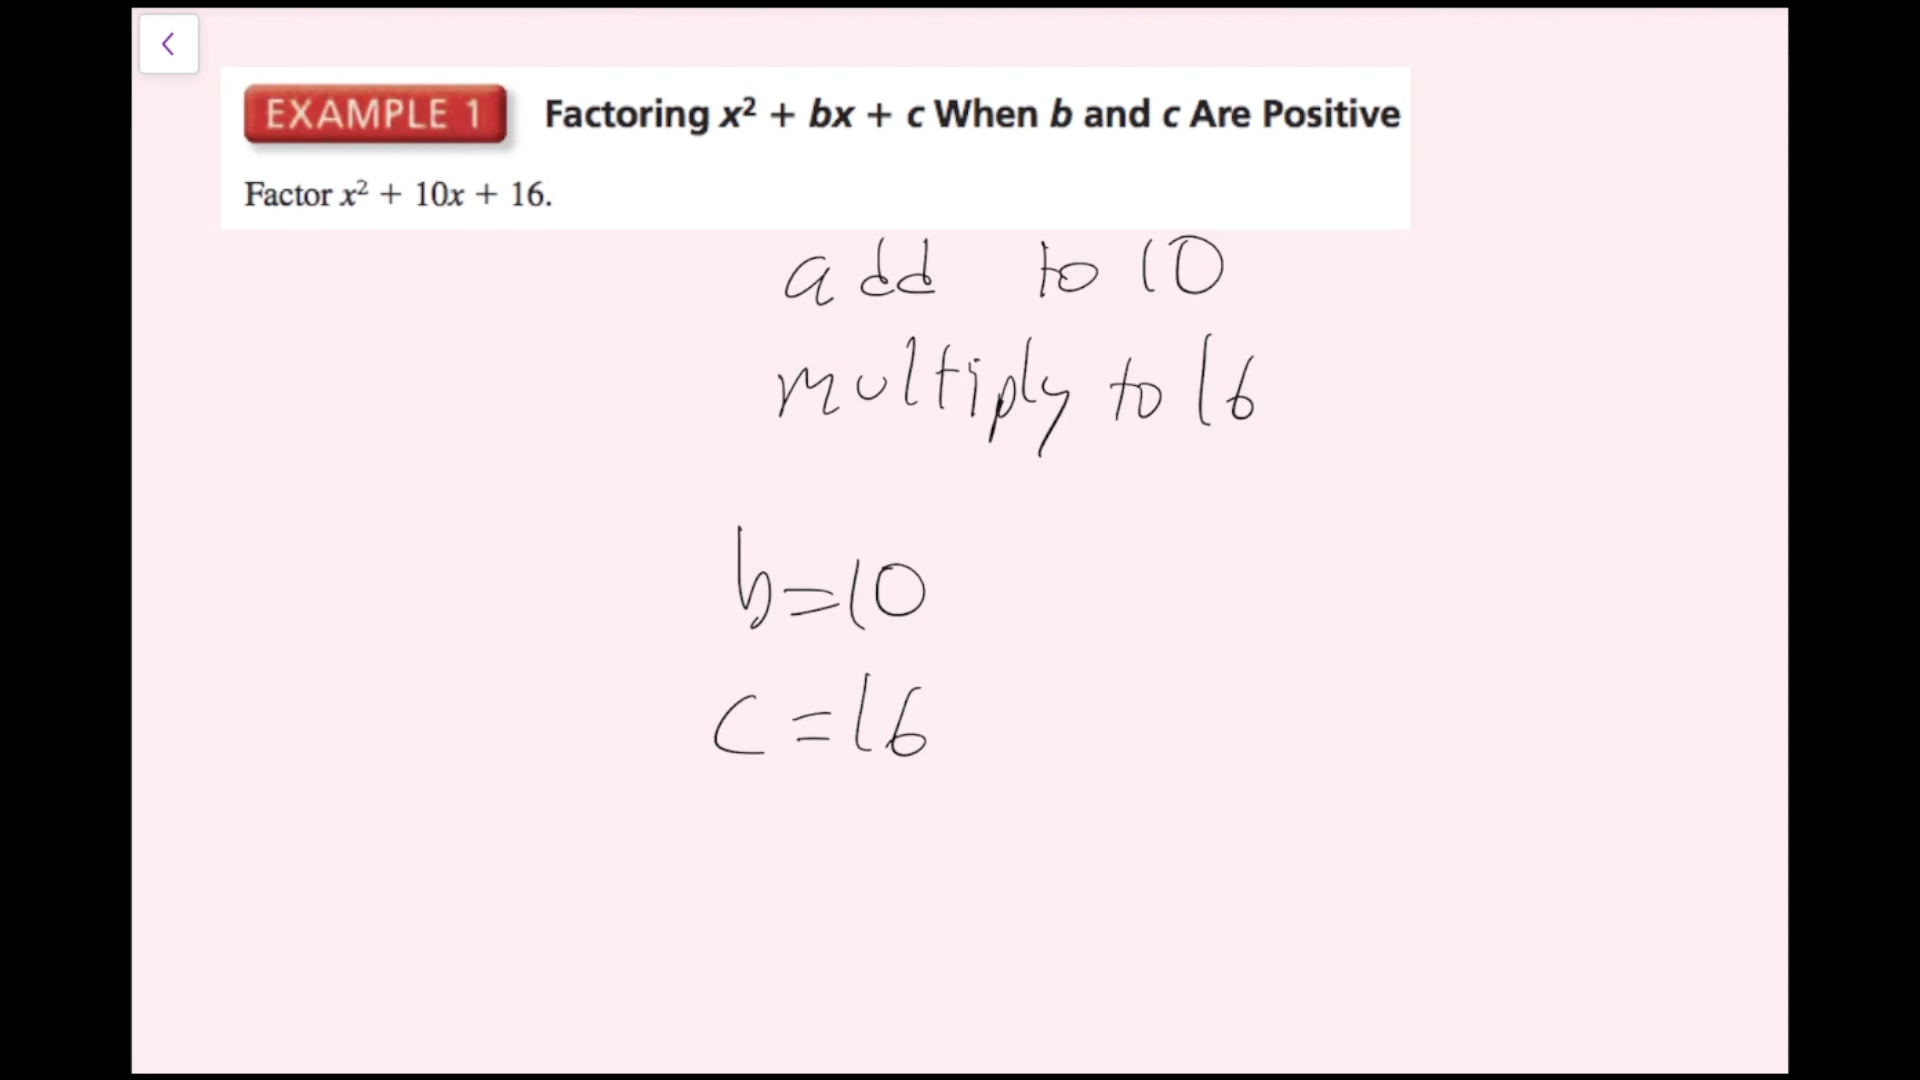 EXAMPLE 1 Factoring x² + bx + c When b and c Are Positive
Factor x² + 10x + 16.
add to 10
multiply to 16
b=10
c=16